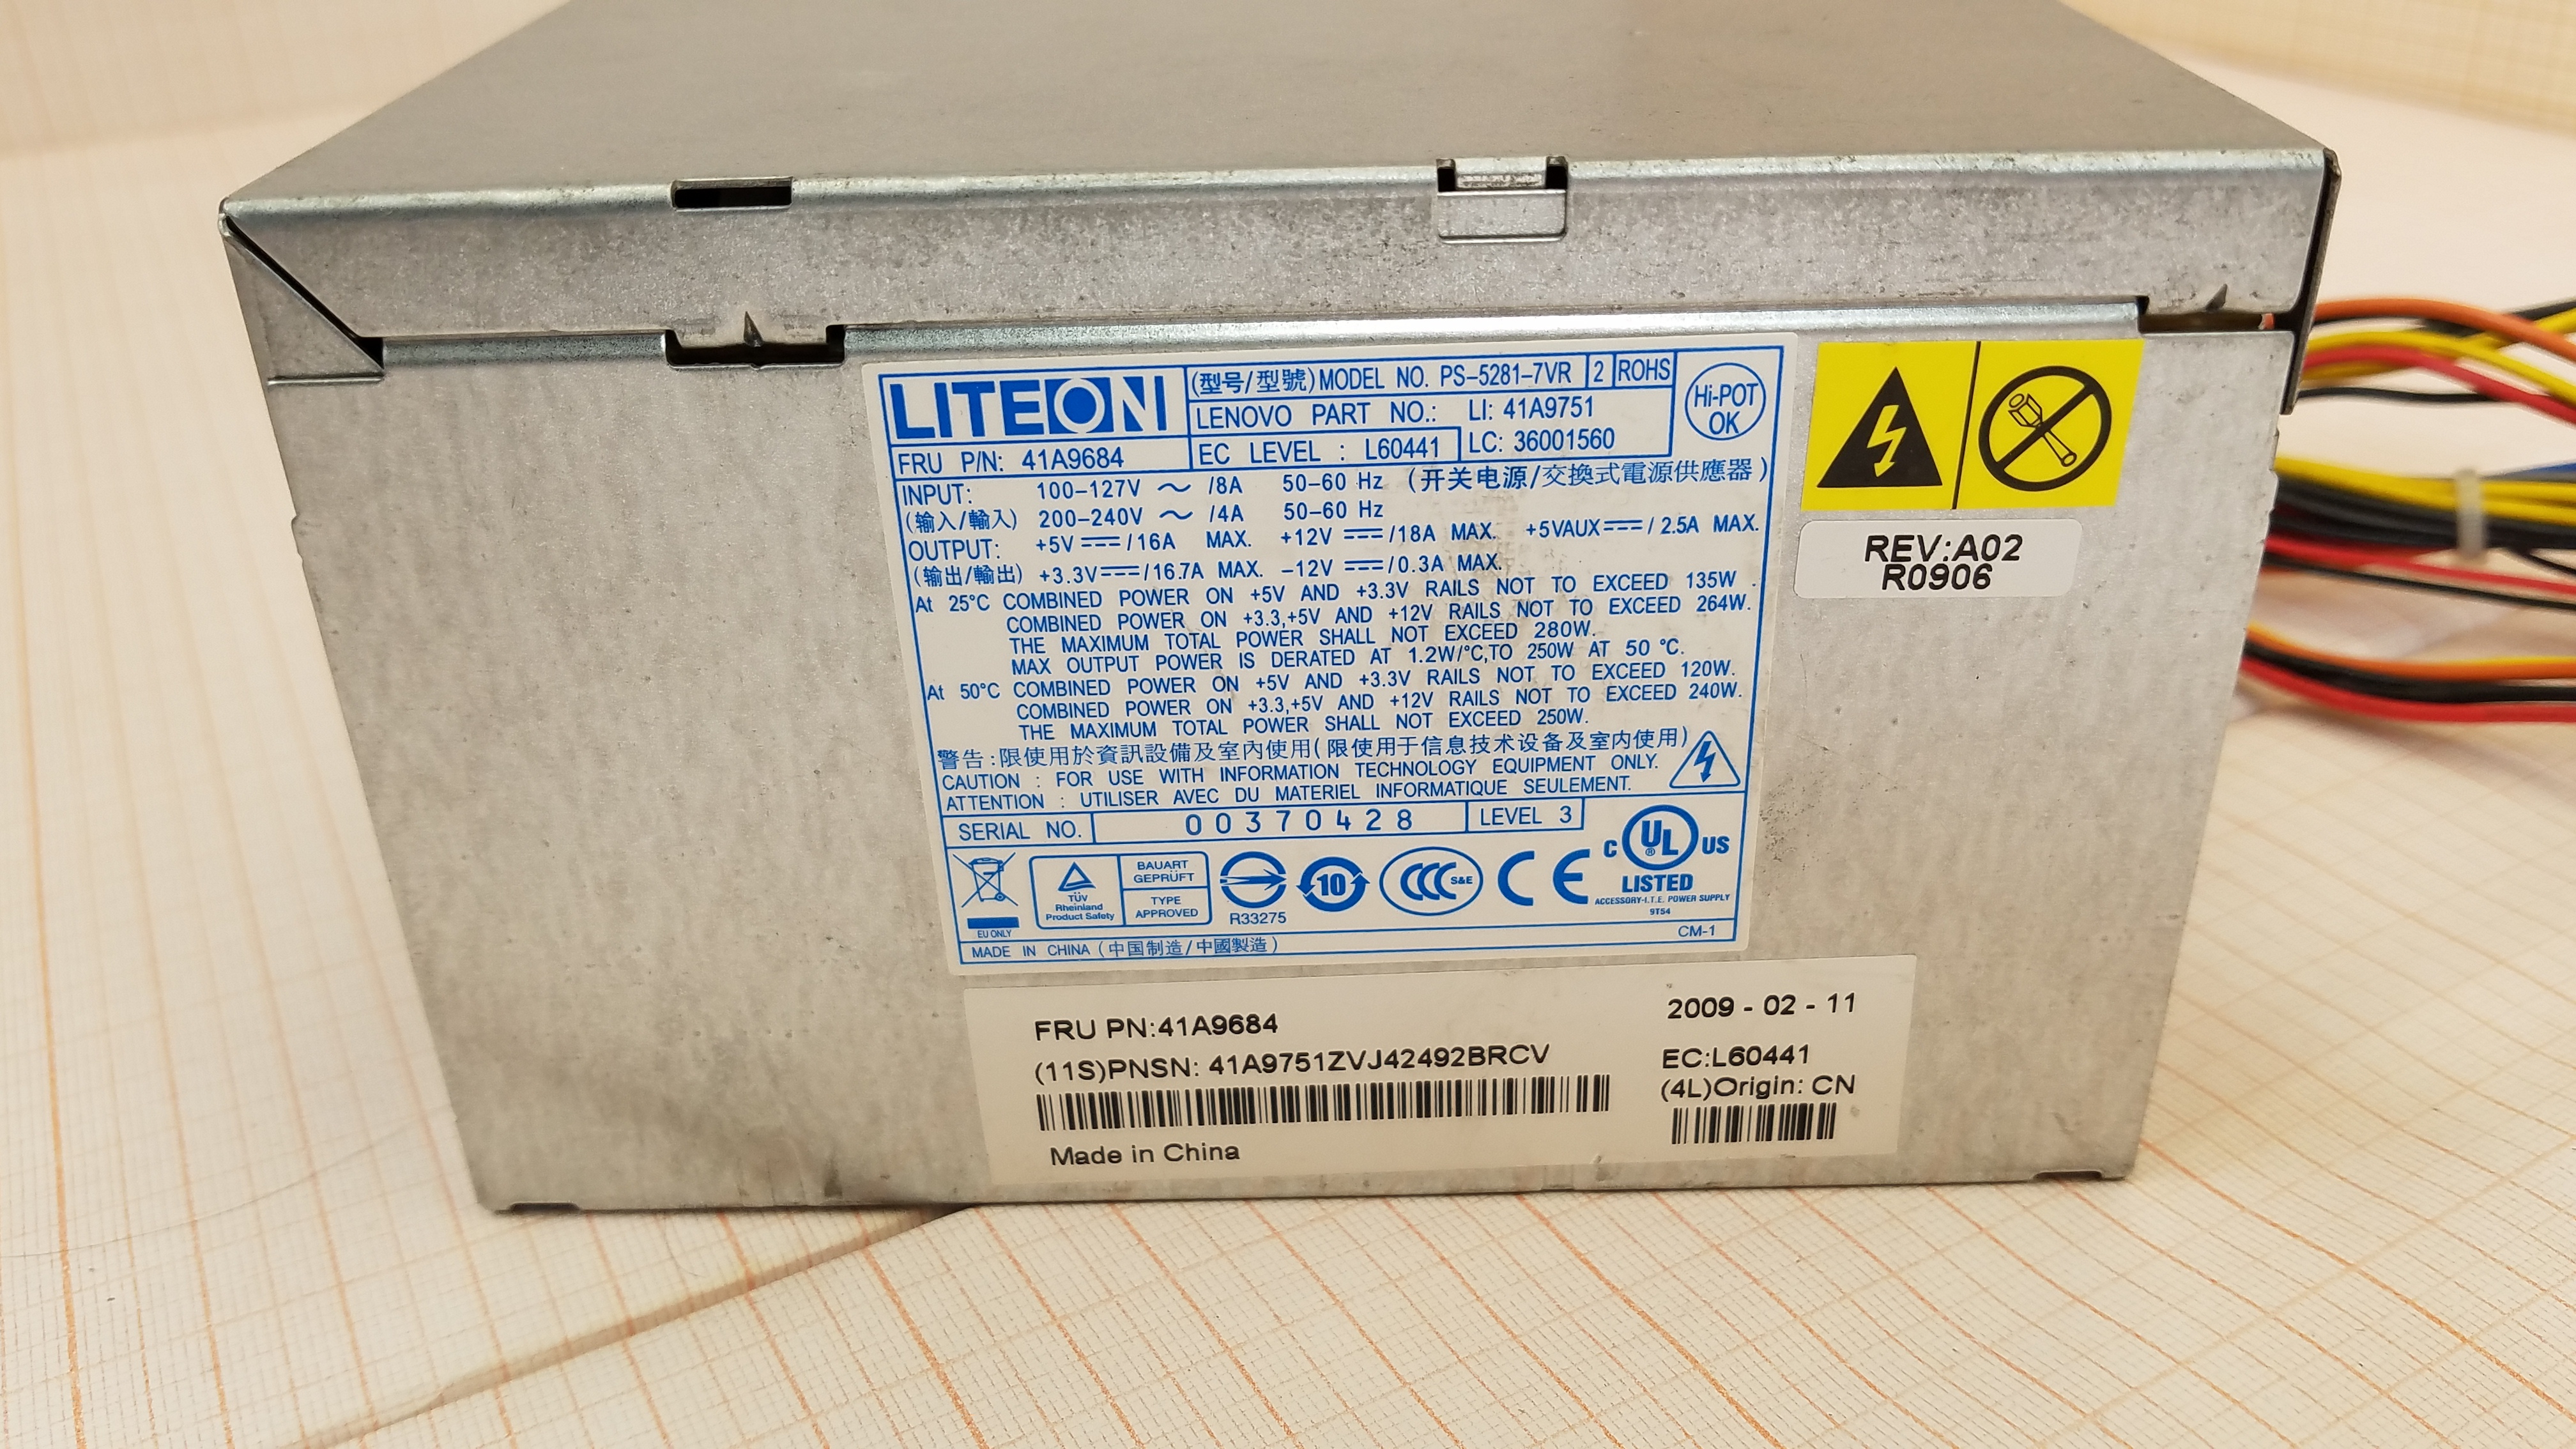 LITEON
(型号/型號)MODEL NO. PS-5281-7VR 2 ROHS
Hi-POT OK
LENOVO PART NO.: LI: 41A9751
FRU P/N: 41A9684 EC LEVEL : L60441 LC: 36001560
INPUT: 100-127V ～ /8A 50-60 Hz (开关电源/交換式電源供應器)
(输入/輸入) 200-240V ～ /4A 50-60 Hz
OUTPUT: +5V ⎓/16A MAX. +12V ⎓/18A MAX. +5VAUX⎓/ 2.5A MAX.
(输出/輸出) +3.3V⎓/16.7A MAX. -12V ⎓/0.3A MAX.
At 25°C COMBINED POWER ON +5V AND +3.3V RAILS NOT TO EXCEED 135W .
COMBINED POWER ON +3.3,+5V AND +12V RAILS NOT TO EXCEED 264W.
THE MAXIMUM TOTAL POWER SHALL NOT EXCEED 280W.
MAX OUTPUT POWER IS DERATED AT 1.2W/°C,TO 250W AT 50 °C.
At 50°C COMBINED POWER ON +5V AND +3.3V RAILS NOT TO EXCEED 120W.
COMBINED POWER ON +3.3,+5V AND +12V RAILS NOT TO EXCEED 240W.
THE MAXIMUM TOTAL POWER SHALL NOT EXCEED 250W.
警告:限使用於資訊設備及室內使用(限使用于信息技术设备及室内使用)
CAUTION : FOR USE WITH INFORMATION TECHNOLOGY EQUIPMENT ONLY.
ATTENTION : UTILISER AVEC DU MATERIEL INFORMATIQUE SEULEMENT.
SERIAL NO. 00370428 LEVEL 3
EU ONLY
TÜV
Rheinland
Product Safety
BAUART
GEPRÜFT
TYPE
APPROVED
R33275
10
CCC S&E
CE
C UL ® US
LISTED
ACCESSORY-I.T.E. POWER SUPPLY
9T54
MADE IN CHINA (中国制造/中國製造)
CM-1
REV:A02
R0906
FRU PN:41A9684
2009 - 02 - 11
(11S)PNSN: 41A9751ZVJ42492BRCV
EC:L60441
(4L)Origin: CN
Made in China